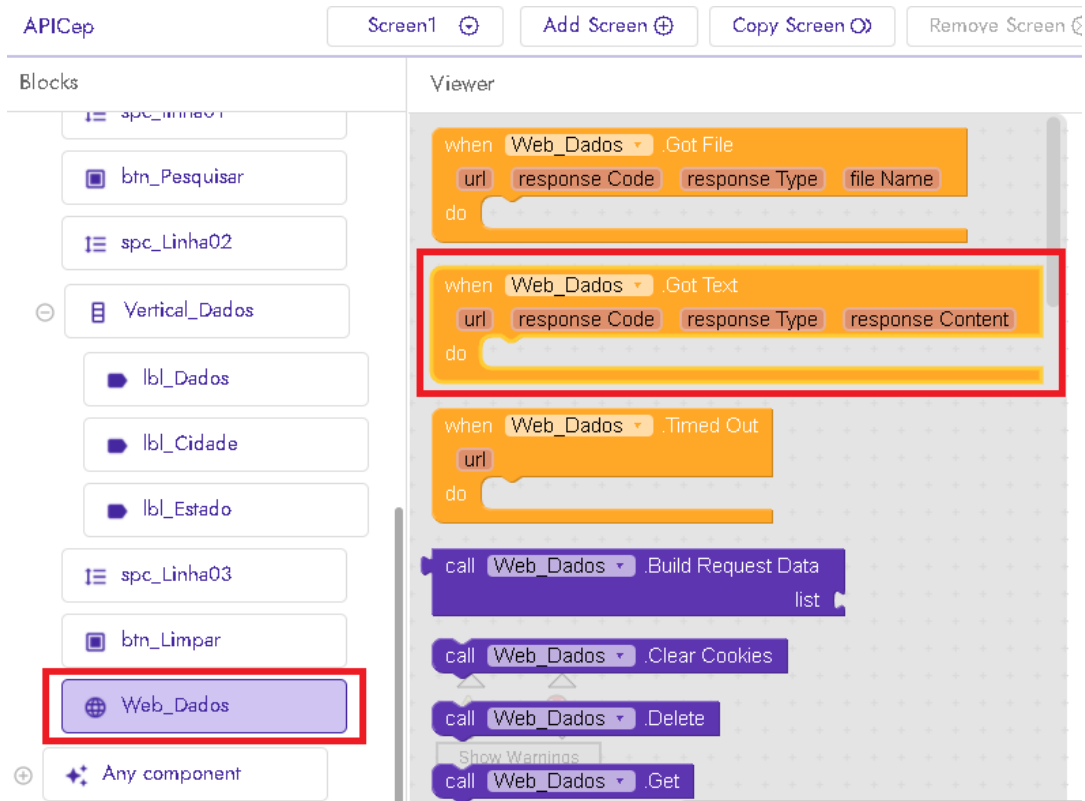 APICep
Screen1
Add Screen
Copy Screen
Remove Screen
Blocks
spc_linha01
btn_Pesquisar
spc_Linha02
Vertical_Dados
lbl_Dados
lbl_Cidade
lbl_Estado
spc_Linha03
btn_Limpar
Web_Dados
Any component
Viewer
when Web_Dados .Got File
url response Code response Type file Name
do
when Web_Dados .Got Text
url response Code response Type response Content
do
when Web_Dados .Timed Out
url
do
call Web_Dados .Build Request Data
list
call Web_Dados .Clear Cookies
call Web_Dados .Delete
Show Warnings
call Web_Dados .Get